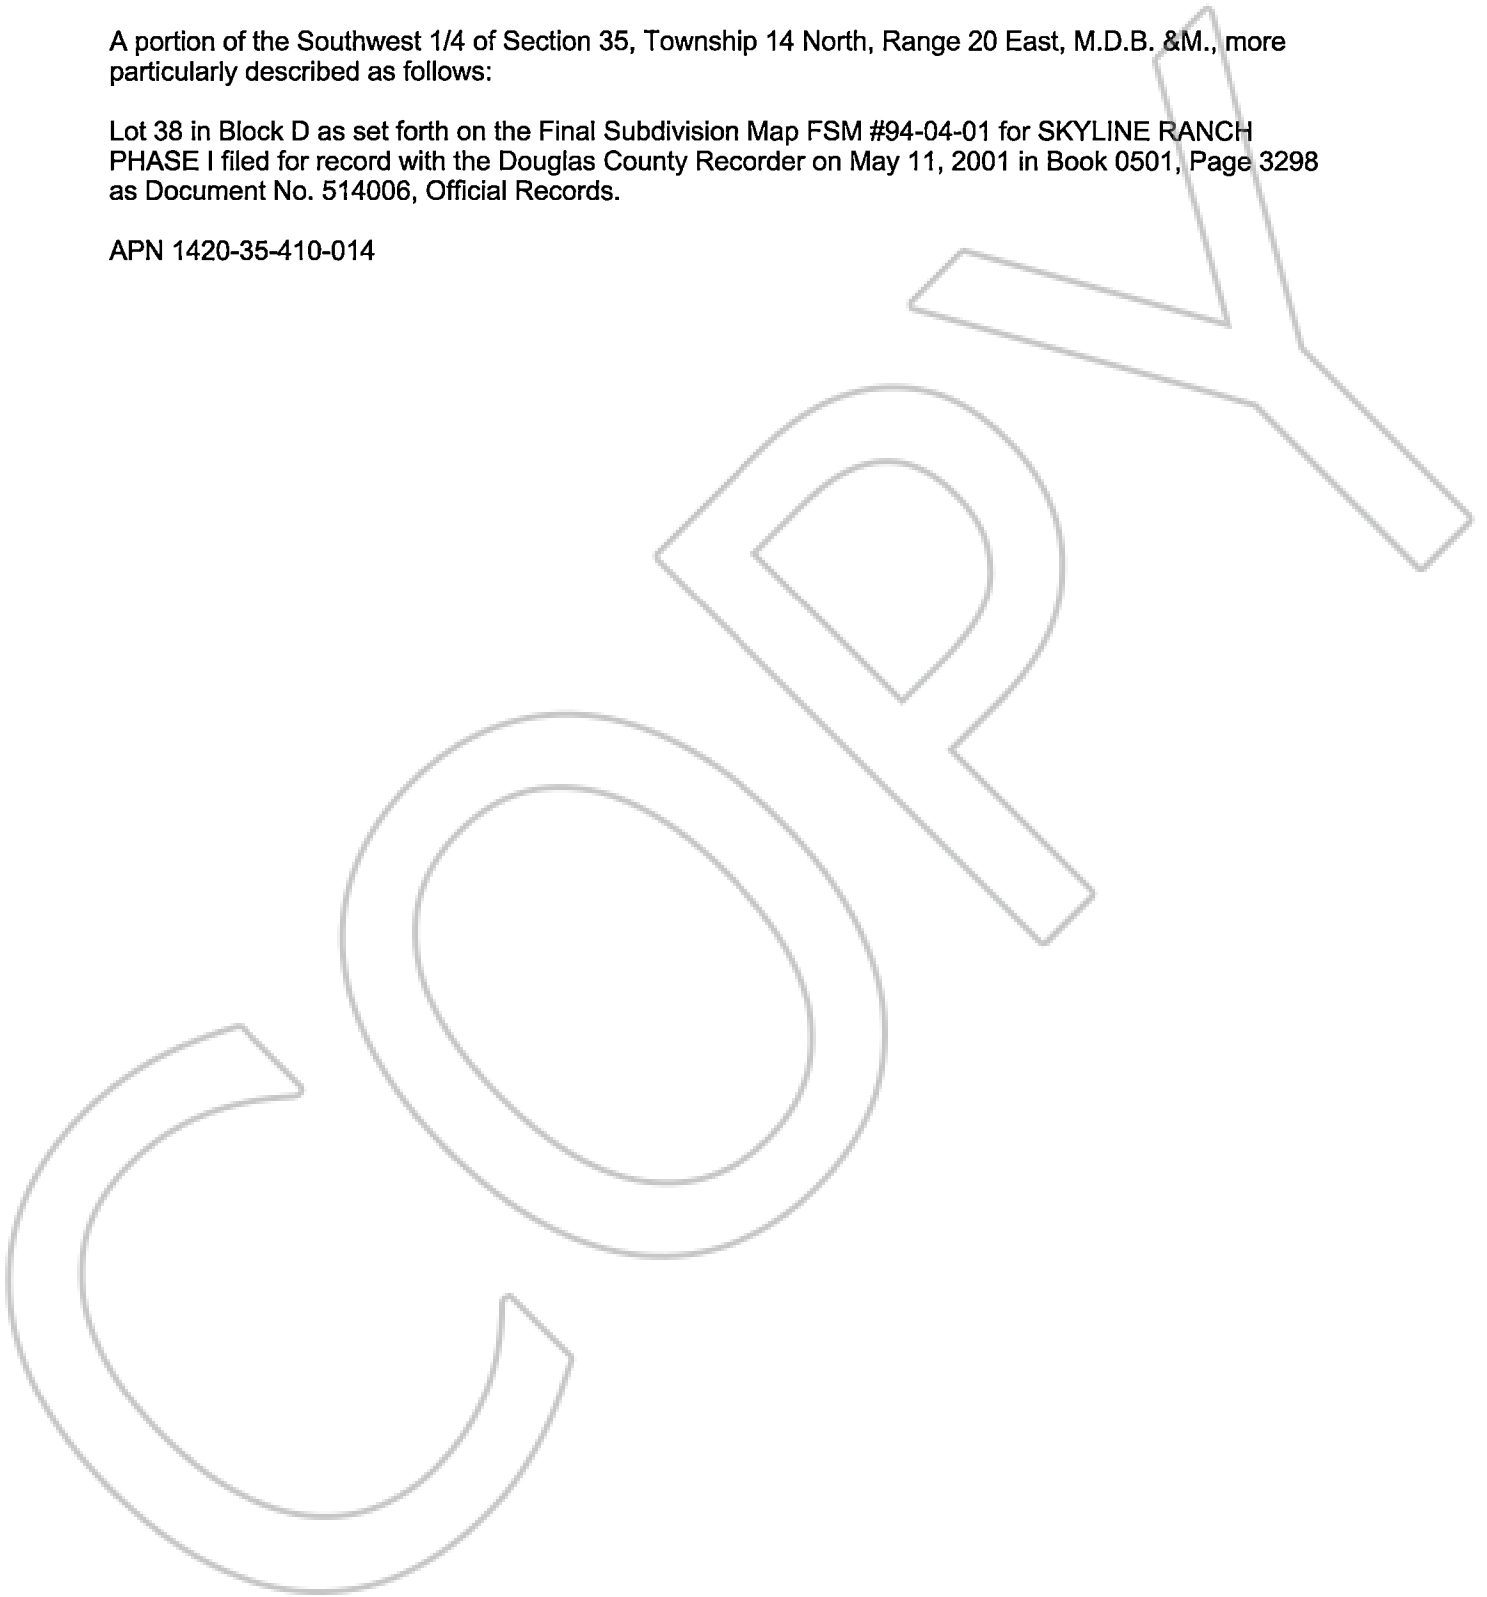 A portion of the Southwest 1/4 of Section 35, Township 14 North, Range 20 East, M.D.B. &M., more
particularly described as follows:
Lot 38 in Block D as set forth on the Final Subdivision Map FSM #94-04-01 for SKYLINE RANCH
PHASE I filed for record with the Douglas County Recorder on May 11, 2001 in Book 0501, Page 3298
as Document No. 514006, Official Records.
APN 1420-35-410-014
COPY